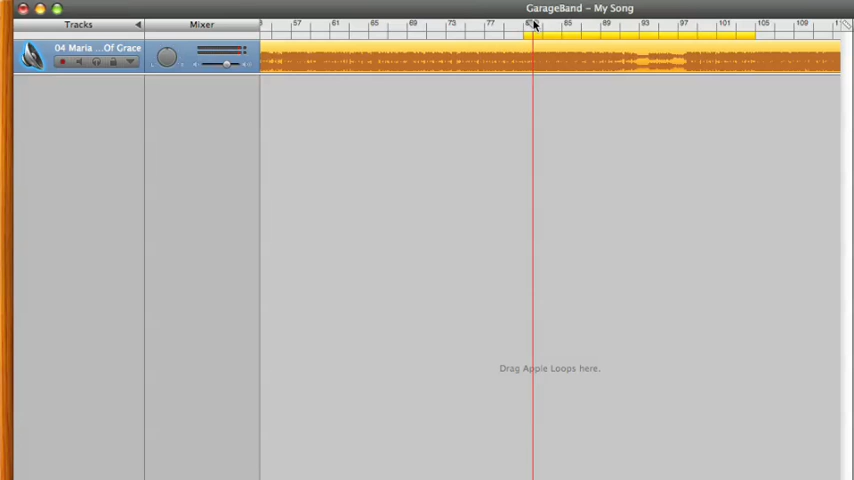 GarageBand – My Song
Tracks Mixer 57 61 65 69 73 77 85 89 93 97 101 105
04 Maria ...Of Grace
Drag Apple Loops here.